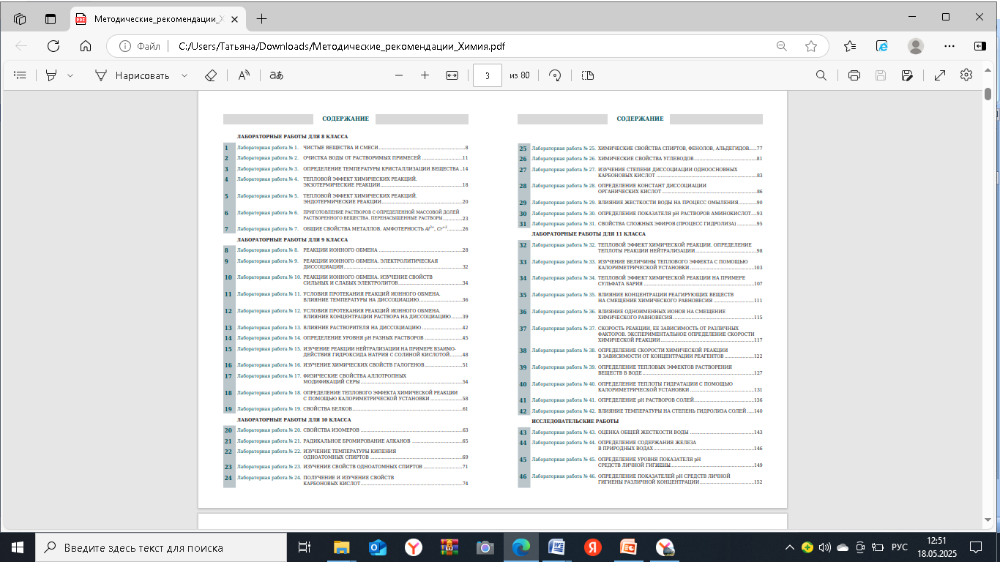 Методические_рекомендации_Х
Файл
C:/Users/Татьяна/Downloads/Методические_рекомендации_Химия.pdf
Нарисовать
3
из 80
СОДЕРЖАНИЕ
ЛАБОРАТОРНЫЕ РАБОТЫ ДЛЯ 8 КЛАССА
1 Лабораторная работа № 1. ЧИСТЫЕ ВЕЩЕСТВА И СМЕСИ 8
2 Лабораторная работа № 2. ОЧИСТКА ВОДЫ ОТ РАСТВОРИМЫХ ПРИМЕСЕЙ 11
3 Лабораторная работа № 3. ОПРЕДЕЛЕНИЕ ТЕМПЕРАТУРЫ КРИСТАЛЛИЗАЦИИ ВЕЩЕСТВА 14
4 Лабораторная работа № 4. ТЕПЛОВОЙ ЭФФЕКТ ХИМИЧЕСКИХ РЕАКЦИЙ.
ЭКЗОТЕРМИЧЕСКИЕ РЕАКЦИИ 18
5 Лабораторная работа № 5. ТЕПЛОВОЙ ЭФФЕКТ ХИМИЧЕСКИХ РЕАКЦИЙ.
ЭНДОТЕРМИЧЕСКИЕ РЕАКЦИИ 20
6 Лабораторная работа № 6. ПРИГОТОВЛЕНИЕ РАСТВОРОВ С ОПРЕДЕЛЕННОЙ МАССОВОЙ ДОЛЕЙ
РАСТВОРЕННОГО ВЕЩЕСТВА. ПЕРЕНАСЫЩЕННЫЕ РАСТВОРЫ 23
7 Лабораторная работа № 7. ОБЩИЕ СВОЙСТВА МЕТАЛЛОВ. АМФОТЕРНОСТЬ Al²⁺, Cr⁺³ 26
ЛАБОРАТОРНЫЕ РАБОТЫ ДЛЯ 9 КЛАССА
8 Лабораторная работа № 8. РЕАКЦИИ ИОННОГО ОБМЕНА 28
9 Лабораторная работа № 9. РЕАКЦИИ ИОННОГО ОБМЕНА. ЭЛЕКТРОЛИТИЧЕСКАЯ
ДИССОЦИАЦИЯ 32
10 Лабораторная работа № 10. РЕАКЦИИ ИОННОГО ОБМЕНА. ИЗУЧЕНИЕ СВОЙСТВ
СИЛЬНЫХ И СЛАБЫХ ЭЛЕКТРОЛИТОВ 34
11 Лабораторная работа № 11. УСЛОВИЯ ПРОТЕКАНИЯ РЕАКЦИЙ ИОННОГО ОБМЕНА.
ВЛИЯНИЕ ТЕМПЕРАТУРЫ НА ДИССОЦИАЦИЮ 36
12 Лабораторная работа № 12. УСЛОВИЯ ПРОТЕКАНИЯ РЕАКЦИЙ ИОННОГО ОБМЕНА.
ВЛИЯНИЕ КОНЦЕНТРАЦИИ РАСТВОРА НА ДИССОЦИАЦИЮ 39
13 Лабораторная работа № 13. ВЛИЯНИЕ РАСТВОРИТЕЛЯ НА ДИССОЦИАЦИЮ 42
14 Лабораторная работа № 14. ОПРЕДЕЛЕНИЕ УРОВНЯ pH РАЗНЫХ РАСТВОРОВ 45
15 Лабораторная работа № 15. ИЗУЧЕНИЕ РЕАКЦИИ НЕЙТРАЛИЗАЦИИ НА ПРИМЕРЕ ВЗАИМО-
ДЕЙСТВИЯ ГИДРОКСИДА НАТРИЯ С СОЛЯНОЙ КИСЛОТОЙ 48
16 Лабораторная работа № 16. ИЗУЧЕНИЕ ХИМИЧЕСКИХ СВОЙСТВ ГАЛОГЕНОВ 51
17 Лабораторная работа № 17. ФИЗИЧЕСКИЕ СВОЙСТВА АЛЛОТРОПНЫХ
МОДИФИКАЦИЙ СЕРЫ 54
18 Лабораторная работа № 18. ОПРЕДЕЛЕНИЕ ТЕПЛОВОГО ЭФФЕКТА ХИМИЧЕСКОЙ РЕАКЦИИ
С ПОМОЩЬЮ КАЛОРИМЕТРИЧЕСКОЙ УСТАНОВКИ 58
19 Лабораторная работа № 19. СВОЙСТВА БЕЛКОВ 61
ЛАБОРАТОРНЫЕ РАБОТЫ ДЛЯ 10 КЛАССА
20 Лабораторная работа № 20. СВОЙСТВА ИЗОМЕРОВ 63
21 Лабораторная работа № 21. РАДИКАЛЬНОЕ БРОМИРОВАНИЕ АЛКАНОВ 65
22 Лабораторная работа № 22. ИЗУЧЕНИЕ ТЕМПЕРАТУРЫ КИПЕНИЯ
ОДНОАТОМНЫХ СПИРТОВ 69
23 Лабораторная работа № 23. ИЗУЧЕНИЕ СВОЙСТВ ОДНОАТОМНЫХ СПИРТОВ 71
24 Лабораторная работа № 24. ПОЛУЧЕНИЕ И ИЗУЧЕНИЕ СВОЙСТВ
КАРБОНОВЫХ КИСЛОТ 74
СОДЕРЖАНИЕ
25 Лабораторная работа № 25. ХИМИЧЕСКИЕ СВОЙСТВА СПИРТОВ, ФЕНОЛОВ, АЛЬДЕГИДОВ 77
26 Лабораторная работа № 26. ХИМИЧЕСКИЕ СВОЙСТВА УГЛЕВОДОВ 81
27 Лабораторная работа № 27. ИЗУЧЕНИЕ СТЕПЕНИ ДИССОЦИАЦИИ ОДНООСНОВНЫХ
КАРБОНОВЫХ КИСЛОТ 83
28 Лабораторная работа № 28. ОПРЕДЕЛЕНИЕ КОНСТАНТ ДИССОЦИАЦИИ
ОРГАНИЧЕСКИХ КИСЛОТ 86
29 Лабораторная работа № 29. ВЛИЯНИЕ ЖЕСТКОСТИ ВОДЫ НА ПРОЦЕСС ОМЫЛЕНИЯ 90
30 Лабораторная работа № 30. ОПРЕДЕЛЕНИЕ ПОКАЗАТЕЛЯ pH РАСТВОРОВ АМИНОКИСЛОТ 93
31 Лабораторная работа № 31. СВОЙСТВА СЛОЖНЫХ ЭФИРОВ (ПРОЦЕСС ГИДРОЛИЗА) 95
ЛАБОРАТОРНЫЕ РАБОТЫ ДЛЯ 11 КЛАССА
32 Лабораторная работа № 32. ТЕПЛОВОЙ ЭФФЕКТ ХИМИЧЕСКОЙ РЕАКЦИИ. ОПРЕДЕЛЕНИЕ
ТЕПЛОТЫ РЕАКЦИИ НЕЙТРАЛИЗАЦИИ 98
33 Лабораторная работа № 33. ИЗУЧЕНИЕ ВЕЛИЧИНЫ ТЕПЛОВОГО ЭФФЕКТА С ПОМОЩЬЮ
КАЛОРИМЕТРИЧЕСКОЙ УСТАНОВКИ 103
34 Лабораторная работа № 34. ТЕПЛОВОЙ ЭФФЕКТ ХИМИЧЕСКОЙ РЕАКЦИИ НА ПРИМЕРЕ
СУЛЬФАТА БАРИЯ 107
35 Лабораторная работа № 35. ВЛИЯНИЕ КОНЦЕНТРАЦИИ РЕАГИРУЮЩИХ ВЕЩЕСТВ
НА СМЕЩЕНИЕ ХИМИЧЕСКОГО РАВНОВЕСИЯ 111
36 Лабораторная работа № 36. ВЛИЯНИЕ ОДНОИМЕННЫХ ИОНОВ НА СМЕЩЕНИЕ
ХИМИЧЕСКОГО РАВНОВЕСИЯ 115
37 Лабораторная работа № 37. СКОРОСТЬ РЕАКЦИИ, ЕЕ ЗАВИСИМОСТЬ ОТ РАЗЛИЧНЫХ
ФАКТОРОВ. ЭКСПЕРИМЕНТАЛЬНОЕ ОПРЕДЕЛЕНИЕ СКОРОСТИ
ХИМИЧЕСКОЙ РЕАКЦИИ 117
38 Лабораторная работа № 38. ОПРЕДЕЛЕНИЕ СКОРОСТИ ХИМИЧЕСКОЙ РЕАКЦИИ
В ЗАВИСИМОСТИ ОТ КОНЦЕНТРАЦИИ РЕАГЕНТОВ 122
39 Лабораторная работа № 39. ОПРЕДЕЛЕНИЕ ТЕПЛОВЫХ ЭФФЕКТОВ РАСТВОРЕНИЯ
ВЕЩЕСТВ В ВОДЕ 127
40 Лабораторная работа № 40. ОПРЕДЕЛЕНИЕ ТЕПЛОТЫ ГИДРАТАЦИИ С ПОМОЩЬЮ
КАЛОРИМЕТРИЧЕСКОЙ УСТАНОВКИ 131
41 Лабораторная работа № 41. ОПРЕДЕЛЕНИЕ pH РАСТВОРОВ СОЛЕЙ 136
42 Лабораторная работа № 42. ВЛИЯНИЕ ТЕМПЕРАТУРЫ НА СТЕПЕНЬ ГИДРОЛИЗА СОЛЕЙ 140
ИССЛЕДОВАТЕЛЬСКИЕ РАБОТЫ
43 Лабораторная работа № 43. ОЦЕНКА ОБЩЕЙ ЖЕСТКОСТИ ВОДЫ 143
44 Лабораторная работа № 44. ОПРЕДЕЛЕНИЕ СОДЕРЖАНИЯ ЖЕЛЕЗА
В ПРИРОДНЫХ ВОДАХ 146
45 Лабораторная работа № 45. ОПРЕДЕЛЕНИЕ УРОВНЯ ПОКАЗАТЕЛЯ pH
СРЕДСТВ ЛИЧНОЙ ГИГИЕНЫ 149
46 Лабораторная работа № 46. ОПРЕДЕЛЕНИЕ ПОКАЗАТЕЛЕЙ pH СРЕДСТВ ЛИЧНОЙ
ГИГИЕНЫ РАЗЛИЧНОЙ КОНЦЕНТРАЦИИ 152
Введите здесь текст для поиска
РУС
12:51
18.05.2025